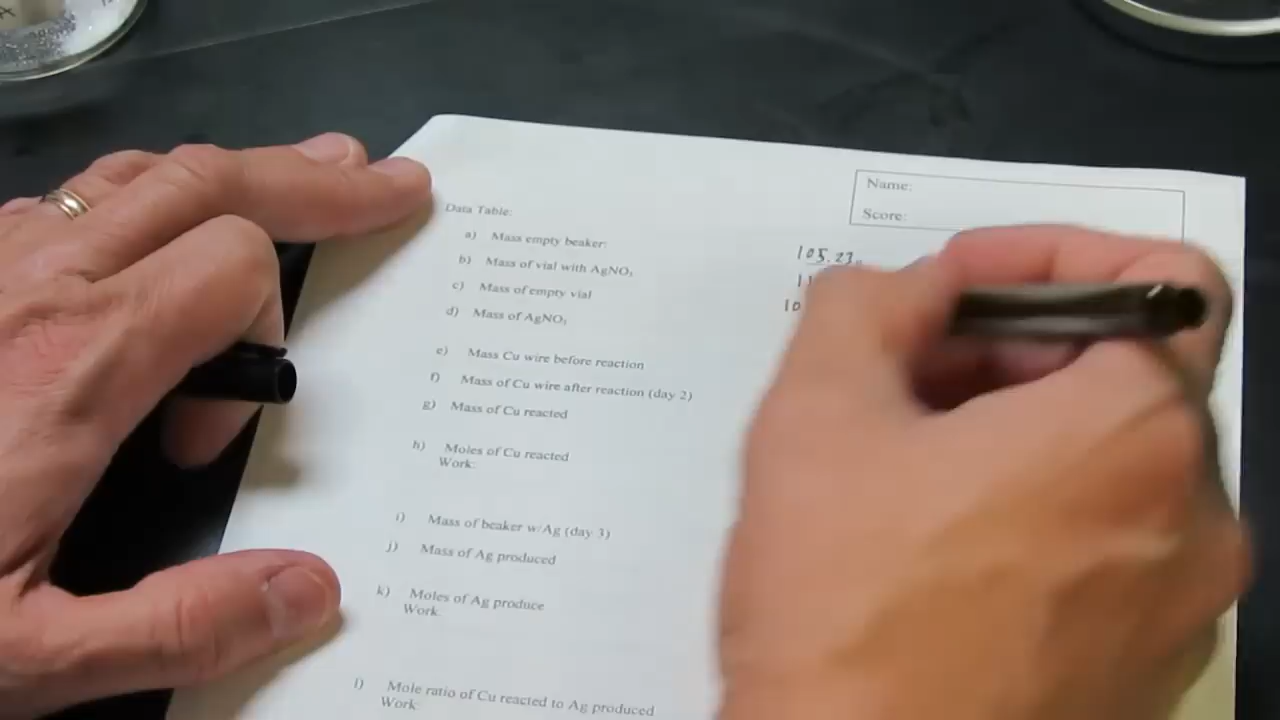 Name:
Score:
Data Table:
a) Mass empty beaker: 105.23
b) Mass of vial with AgNO₃
c) Mass of empty vial
d) Mass of AgNO₃
e) Mass Cu wire before reaction
f) Mass of Cu wire after reaction (day 2)
g) Mass of Cu reacted
h) Moles of Cu reacted
Work:
i) Mass of beaker w/Ag (day 3)
j) Mass of Ag produced
k) Moles of Ag produce
Work:
l) Mole ratio of Cu reacted to Ag produced
Work: